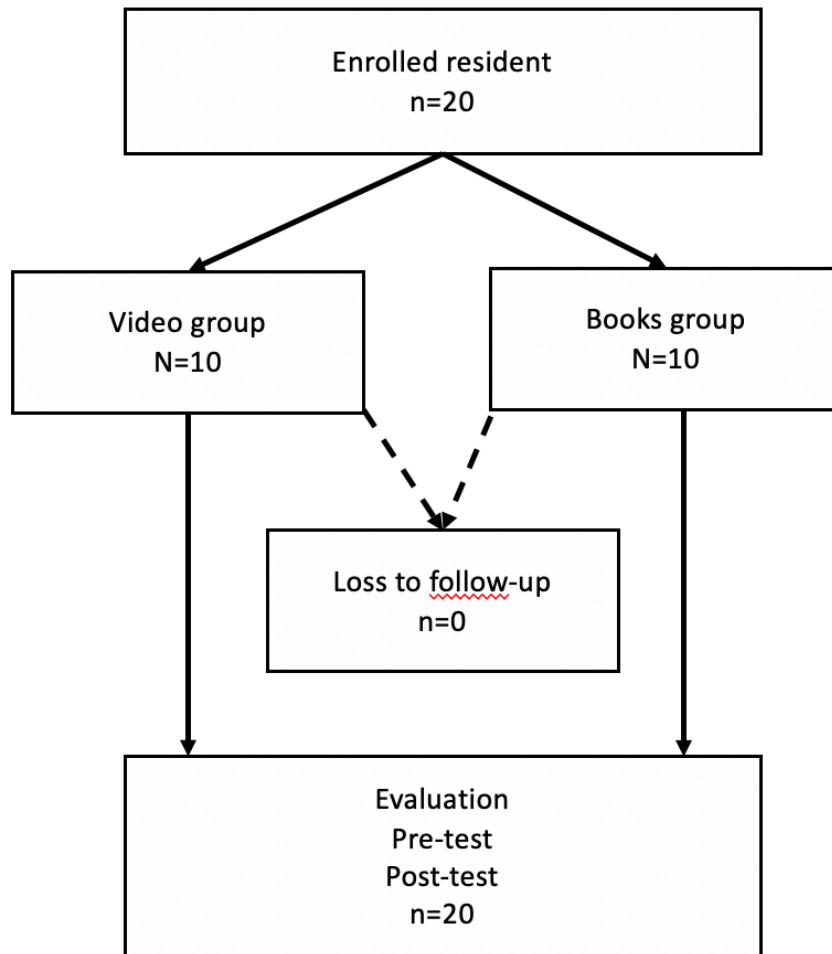 Enrolled resident
n=20
Video group
N=10
Books group
N=10
Loss to follow-up
n=0
Evaluation
Pre-test
Post-test
n=20